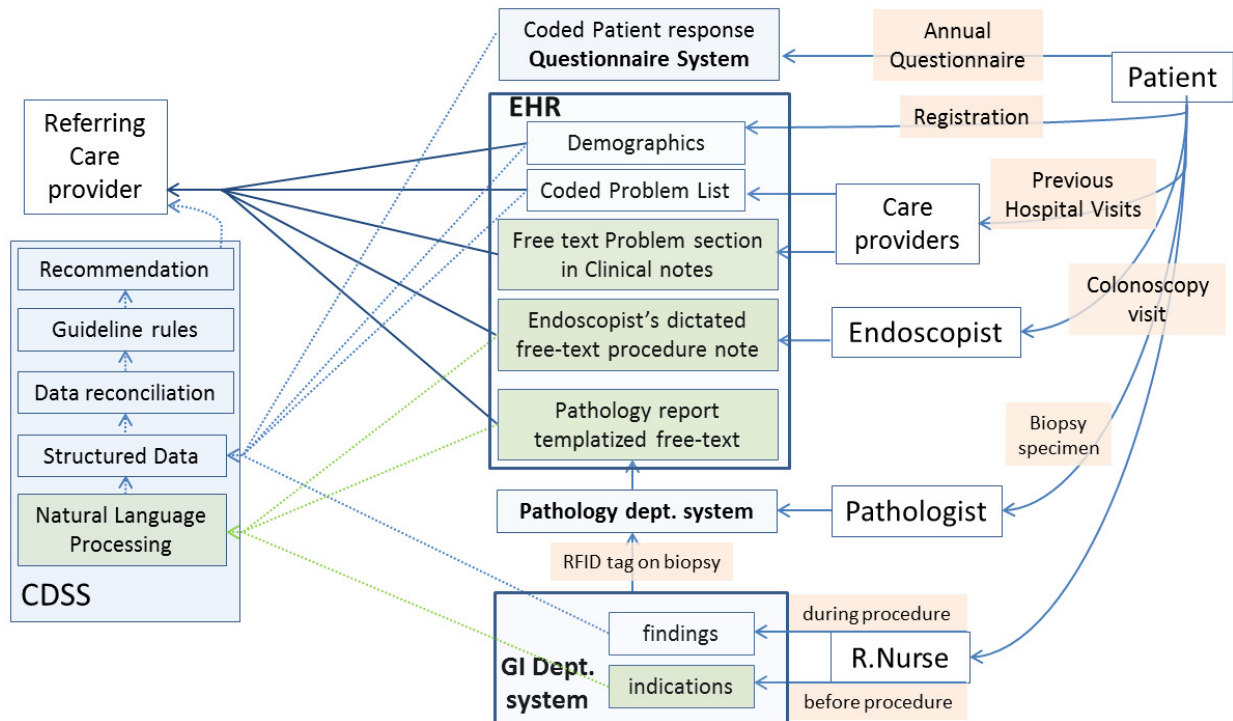 Coded Patient response
Questionnaire System
Annual
Questionnaire
Patient
EHR
Registration
Demographics
Referring
Care
provider
Coded Problem List
Care
providers
Previous
Hospital Visits
Free text Problem section
in Clinical notes
Recommendation
Colonoscopy
visit
Guideline rules
Endoscopist’s dictated
free-text procedure note
Endoscopist
Data reconciliation
Pathology report
templatized free-text
Structured Data
Biopsy
specimen
Natural Language
Processing
Pathology dept. system
Pathologist
RFID tag on biopsy
CDSS
findings
during procedure
R.Nurse
GI Dept.
system
indications
before procedure